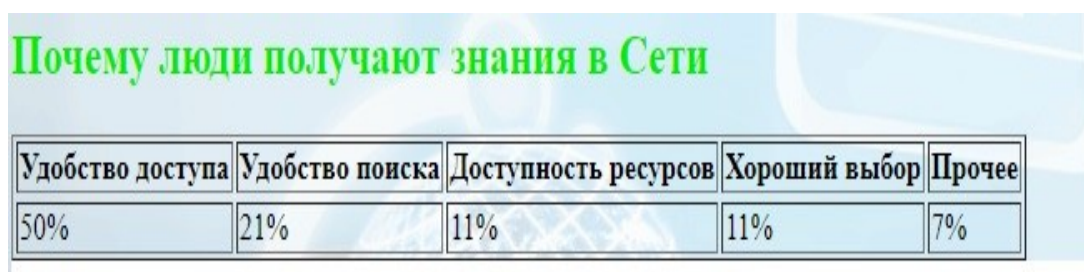 Почему люди получают знания в Сети
Удобство доступа Удобство поиска Доступность ресурсов Хороший выбор Прочее
50% 21% 11% 11% 7%